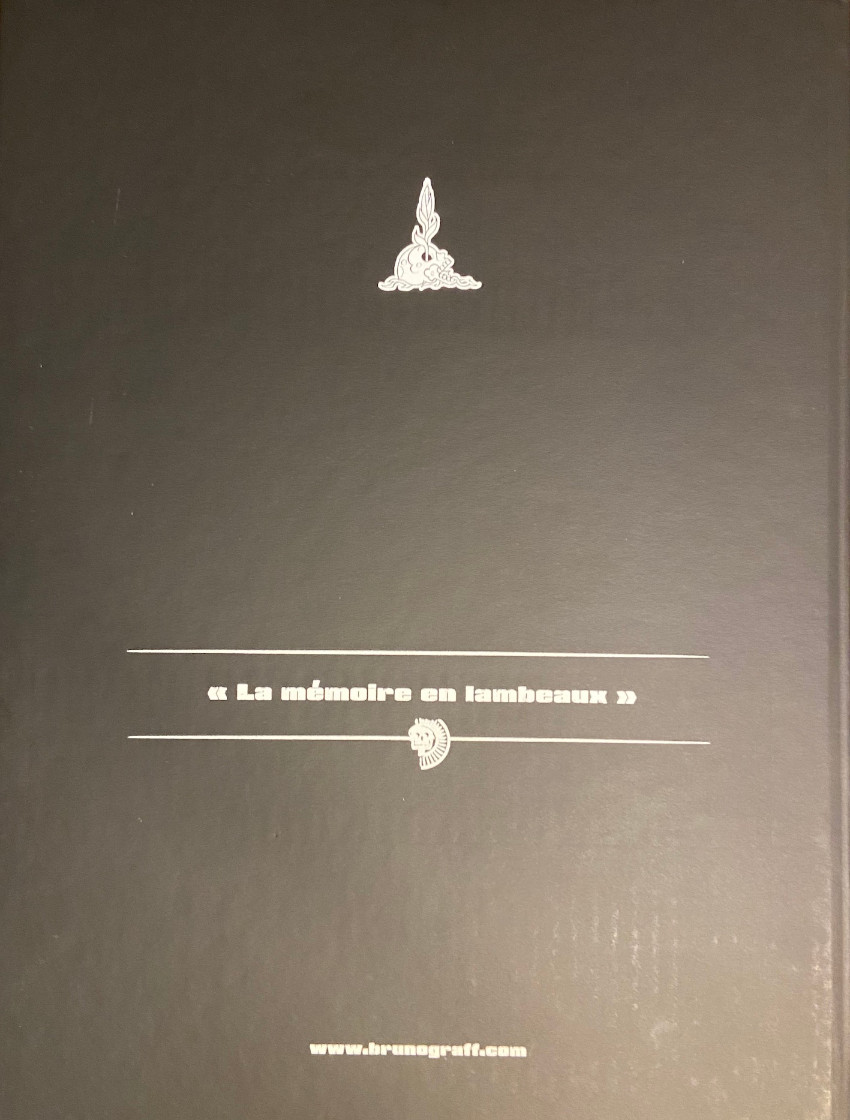 « La mémoire en lambeaux »
www.brunograff.com